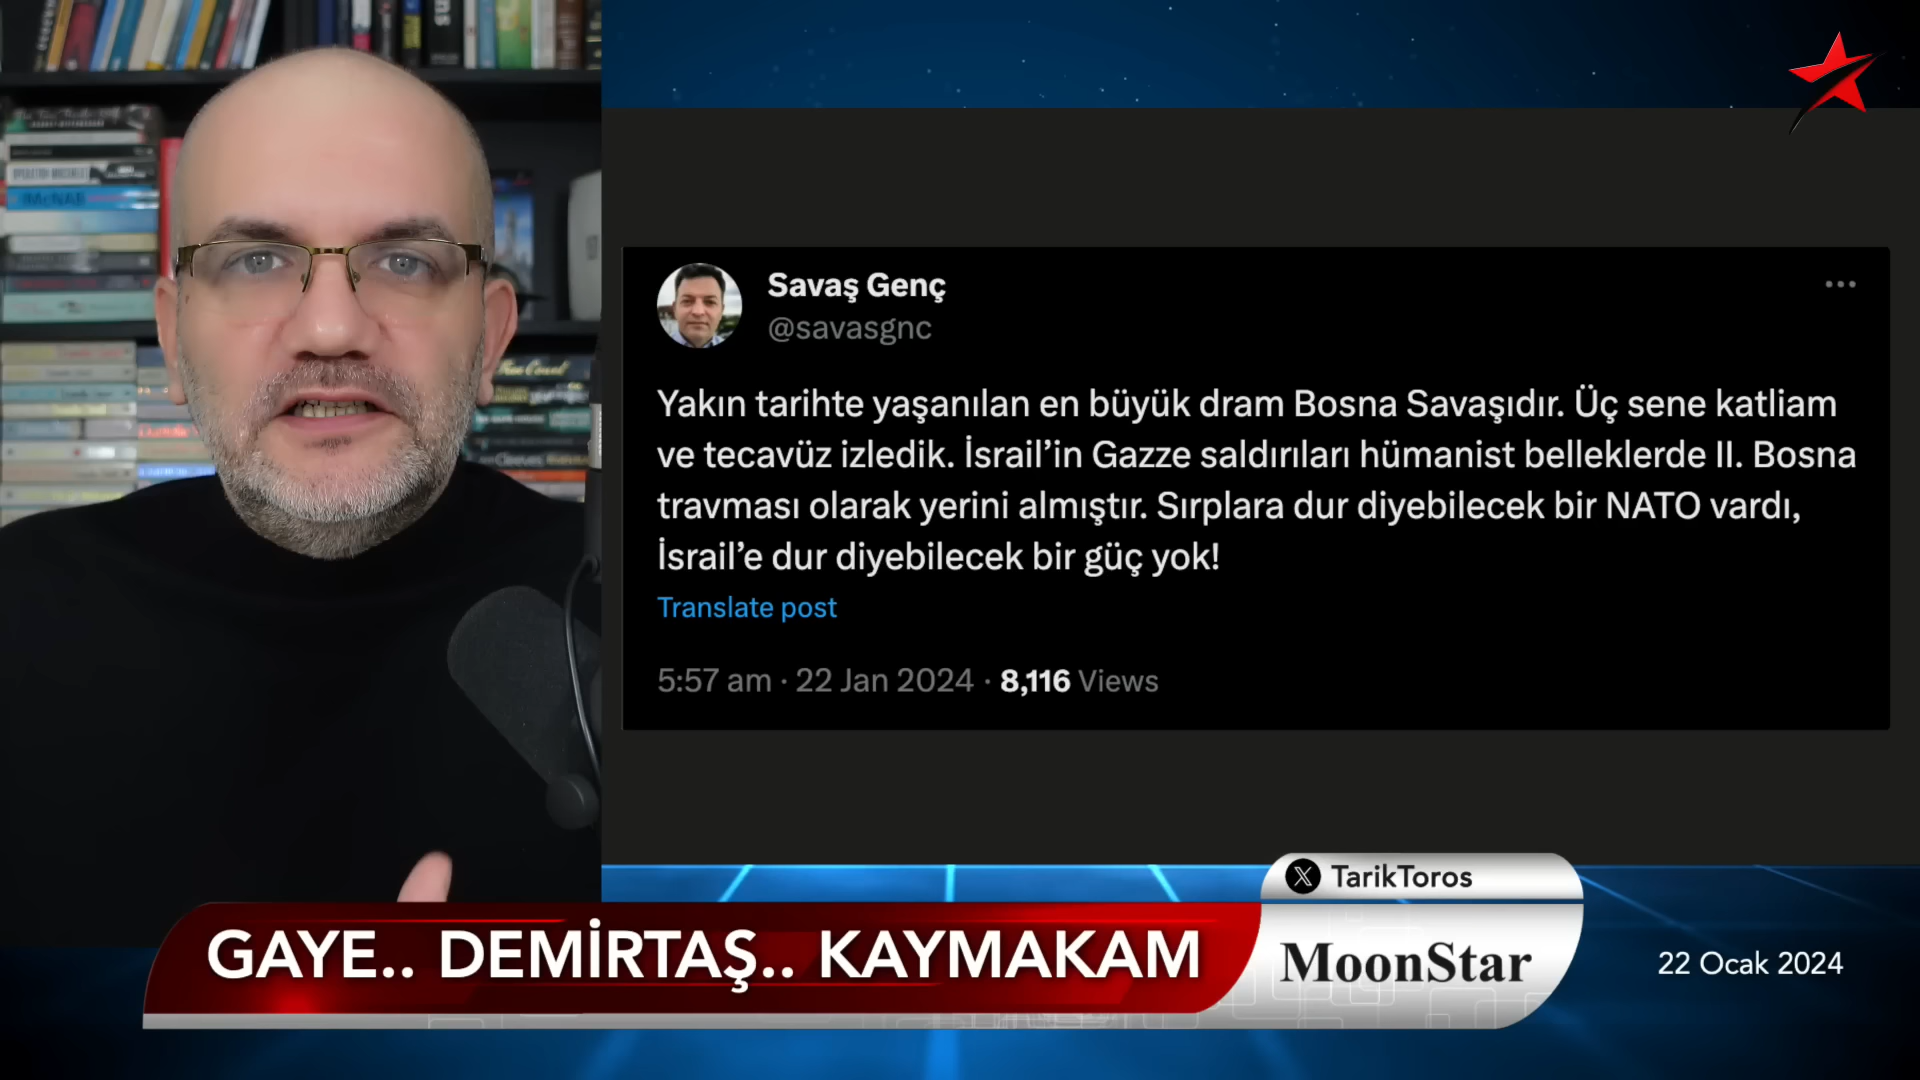 Savaş Genç
@savasgnc
Yakın tarihte yaşanılan en büyük dram Bosna Savaşıdır. Üç sene katliam
ve tecavüz izledik. İsrail’in Gazze saldırıları hümanist belleklerde II. Bosna
travması olarak yerini almıştır. Sırplara dur diyebilecek bir NATO vardı,
İsrail’e dur diyebilecek bir güç yok!
Translate post
5:57 am · 22 Jan 2024 · 8,116 Views
TarikToros
GAYE.. DEMİRTAŞ.. KAYMAKAM
MoonStar
22 Ocak 2024